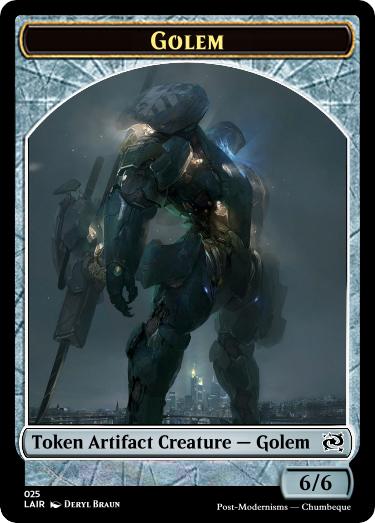 Golem
Token Artifact Creature — Golem
6/6
025
LAIR Deryl Braun
Post-Modernisms — Chumbeque